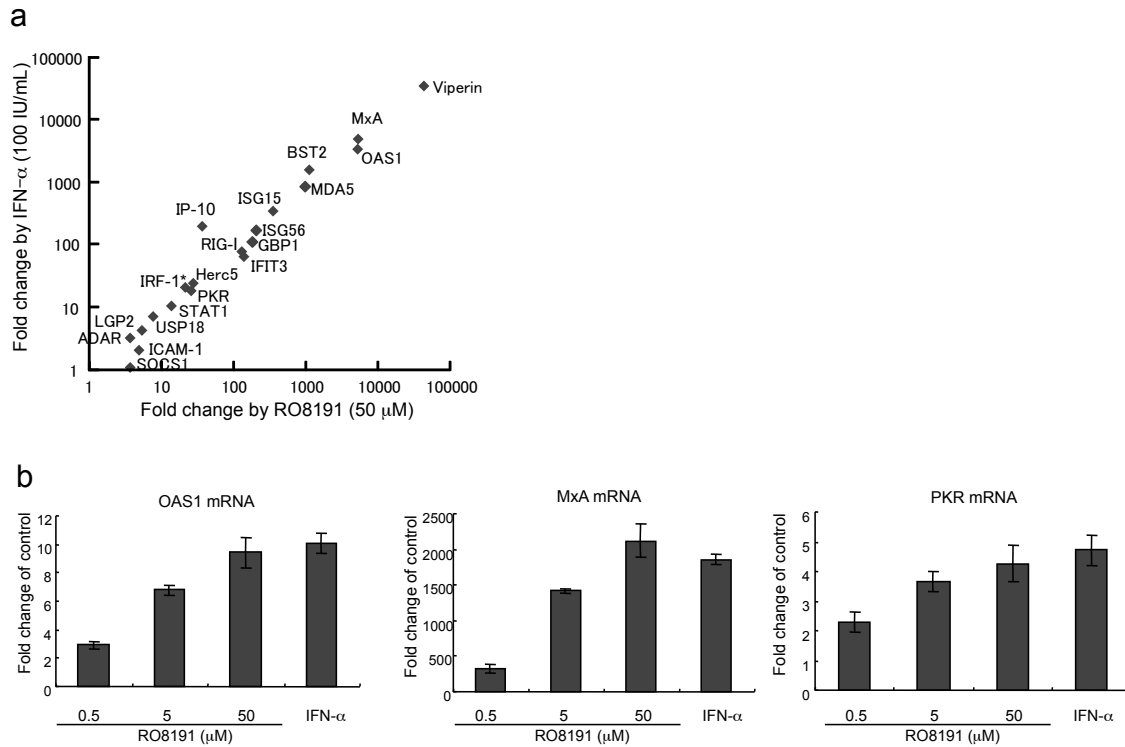 a
Fold change by IFN-α (100 IU/mL)
100000
10000
1000
100
10
1
Viperin
MxA
OAS1
BST2
MDA5
ISG15
IP-10
ISG56
RIG-I
GBP1
IFIT3
IRF-1*
Herc5
PKR
STAT1
LGP2
USP18
ADAR
ICAM-1
SOCS1
1 10 100 1000 10000 100000
Fold change by RO8191 (50 μM)
b
OAS1 mRNA
Fold change of control
12
10
8
6
4
2
0
0.5 5 50 IFN-α
RO8191 (μM)
MxA mRNA
Fold change of control
2500
2000
1500
1000
500
0
0.5 5 50 IFN-α
RO8191 (μM)
PKR mRNA
Fold change of control
6
5
4
3
2
1
0
0.5 5 50 IFN-α
RO8191 (μM)